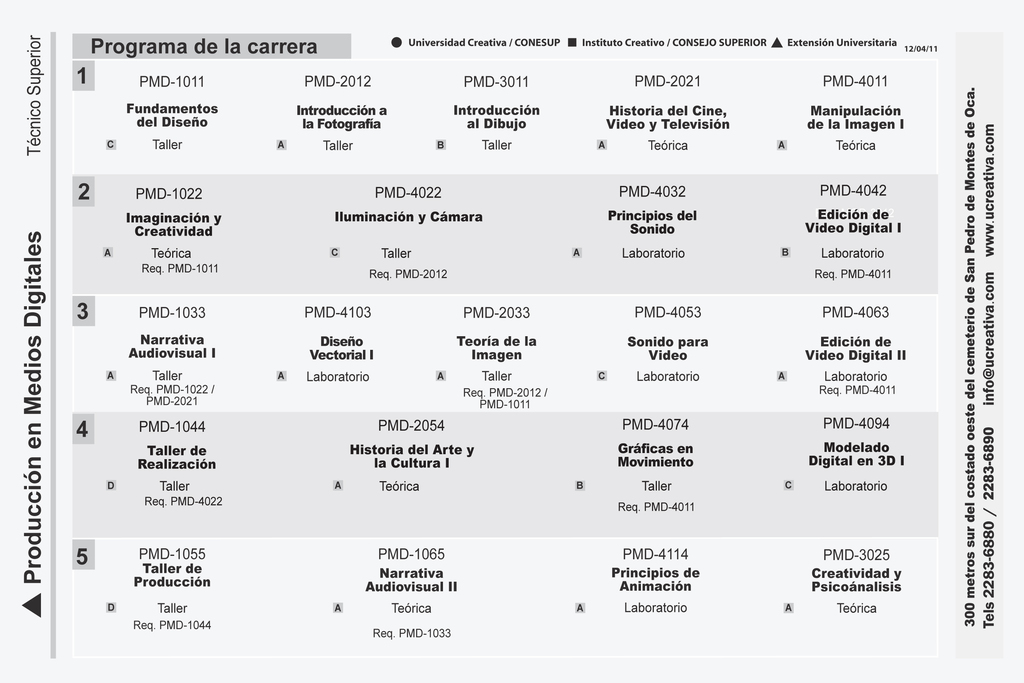 Programa de la carrera
● Universidad Creativa / CONESUP ■ Instituto Creativo / CONSEJO SUPERIOR ▲ Extensión Universitaria 12/04/11
▲ Producción en Medios Digitales Técnico Superior
1
PMD-1011 PMD-2012 PMD-3011 PMD-2021 PMD-4011
Fundamentos Introducción a Introducción Historia del Cine, Manipulación
del Diseño la Fotografía al Dibujo Video y Televisión de la Imagen I
C Taller A Taller B Taller A Teórica A Teórica
2
PMD-1022 PMD-4022 PMD-4032 PMD-4042
Imaginación y Iluminación y Cámara Principios del Edición de
Creatividad Sonido Video Digital I
A Teórica C Taller A Laboratorio B Laboratorio
Req. PMD-1011 Req. PMD-2012 Req. PMD-4011
3
PMD-1033 PMD-4103 PMD-2033 PMD-4053 PMD-4063
Narrativa Diseño Teoría de la Sonido para Edición de
Audiovisual I Vectorial I Imagen Video Video Digital II
A Taller A Laboratorio A Taller C Laboratorio A Laboratorio
Req. PMD-1022 / Req. PMD-2012 / Req. PMD-4011
PMD-2021 PMD-1011
4
PMD-1044 PMD-2054 PMD-4074 PMD-4094
Taller de Historia del Arte y Gráficas en Modelado
Realización la Cultura I Movimiento Digital en 3D I
D Taller A Teórica B Taller C Laboratorio
Req. PMD-4022 Req. PMD-4011
5
PMD-1055 PMD-1065 PMD-4114 PMD-3025
Taller de Narrativa Principios de Creatividad y
Producción Audiovisual II Animación Psicoánalisis
D Taller A Teórica A Laboratorio A Teórica
Req. PMD-1044 Req. PMD-1033
300 metros sur del costado oeste del cemeterio de San Pedro de Montes de Oca.
Tels 2283-6880 / 2283-6890 info@ucreativa.com www.ucreativa.com